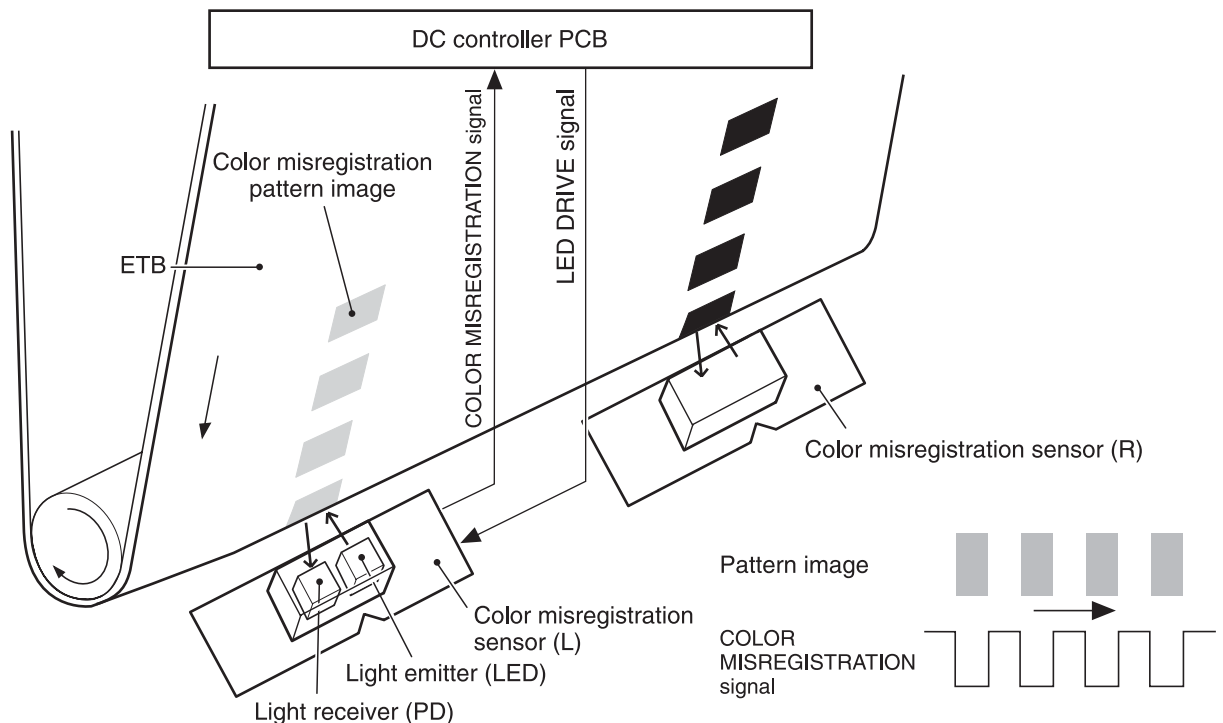 DC controller PCB
COLOR MISREGISTRATION signal
LED DRIVE signal
Color misregistration
pattern image
ETB
Color misregistration sensor (R)
Color misregistration
sensor (L)
Light emitter (LED)
Light receiver (PD)
Pattern image
COLOR
MISREGISTRATION
signal